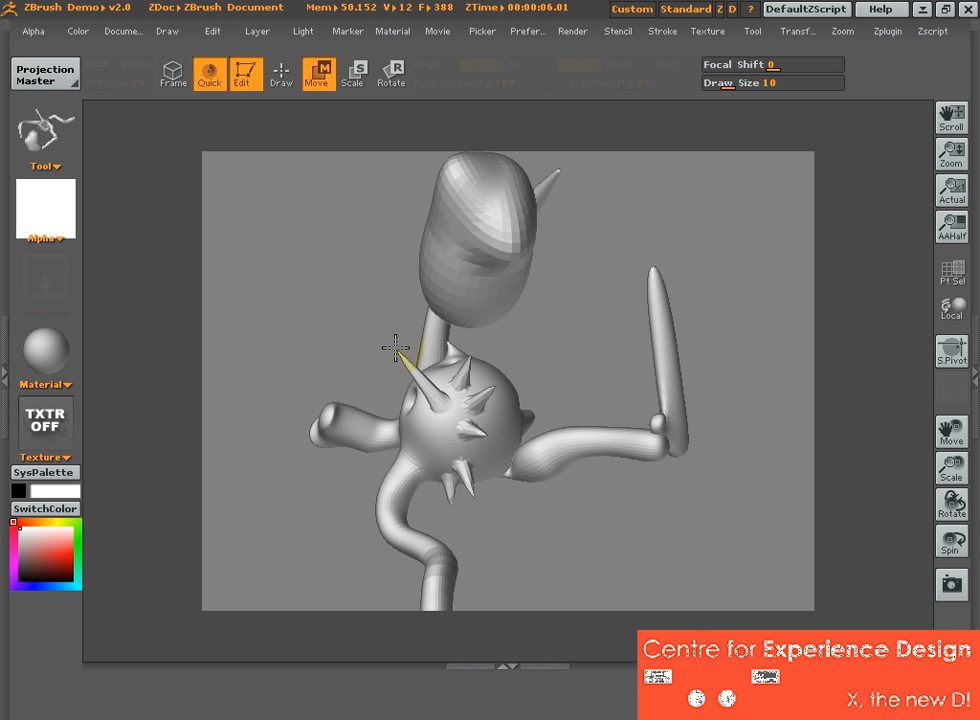 ZBrush Demo v2.0 ZDoc ZBrush Document Mem 50.152 V 12 F 388 ZTime 00:00:06.01 Custom Standard Z D ? DefaultZScript Help
Alpha Color Docume... Draw Edit Layer Light Marker Material Movie Picker Prefer... Render Stencil Stroke Texture Tool Transf... Zoom Zplugin Zscript
Projection
Master
Frame Quick Edit Draw Move Scale Rotate
M S R
Focal Shift 0
Draw Size 10
Tool
Alpha
Material
TXTR
OFF
Texture
SysPalette
SwitchColor
Scroll
Zoom
Actual
AAHalf
Pt Sel
Local
S.Pivot
Move
Scale
Rotate
Spin
Centre for Experience Design
X, the new D!